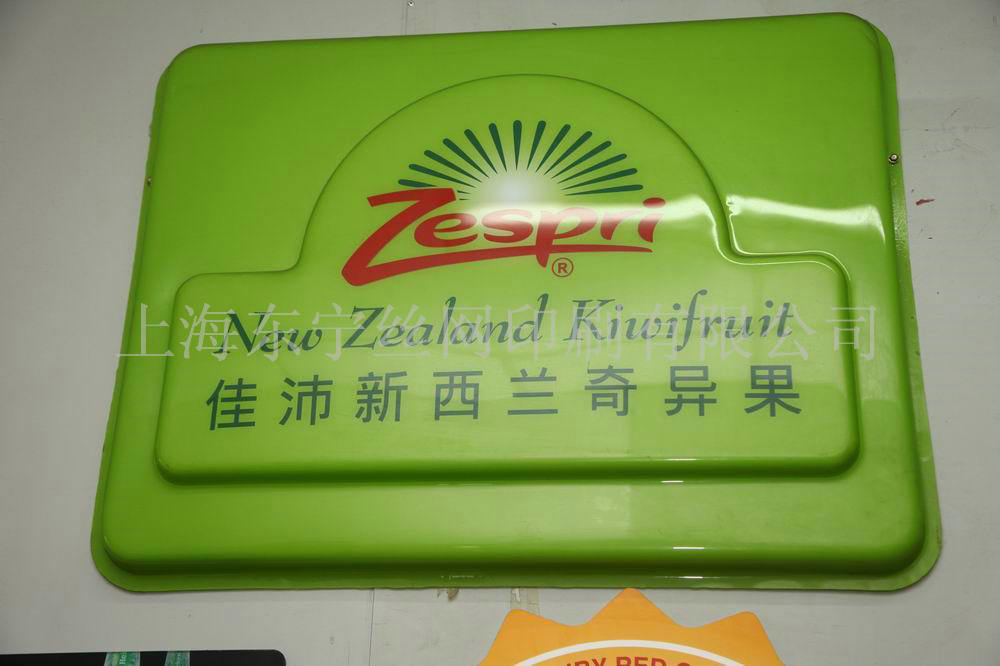 Zespri®
New Zealand Kiwifruit
上海东宁丝网印刷有限公司
佳沛新西兰奇异果
RED